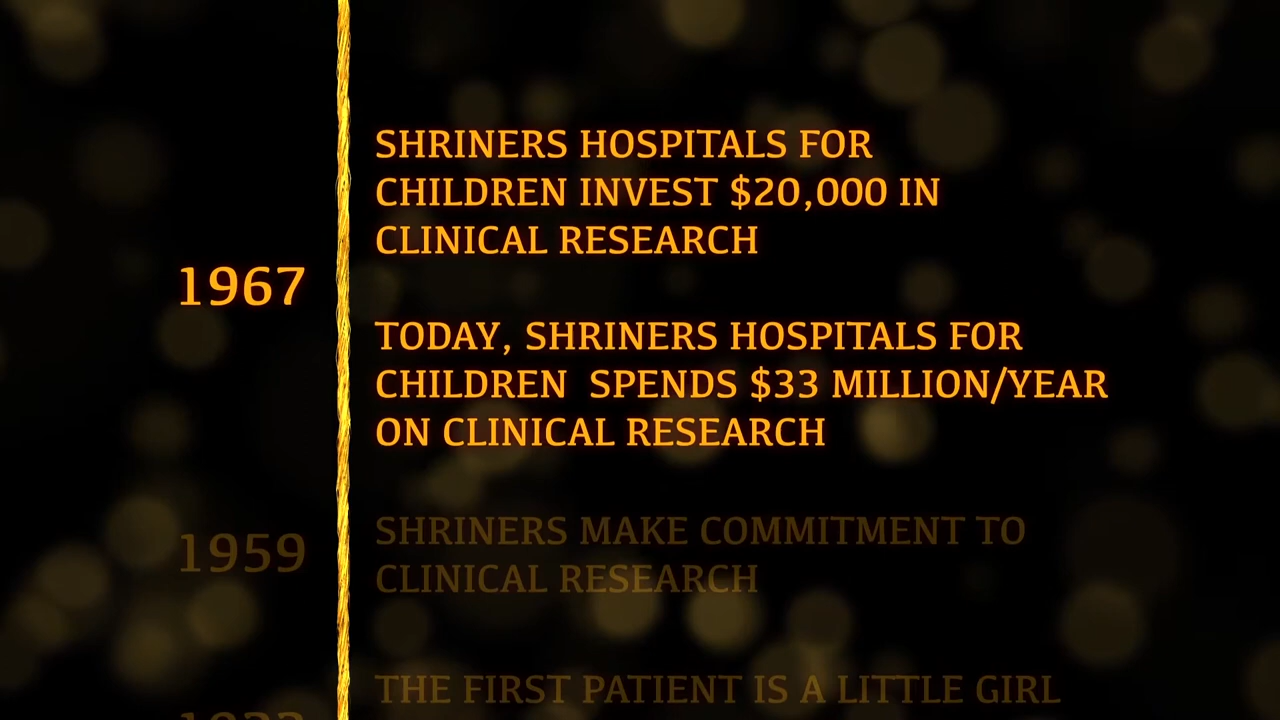 SHRINERS HOSPITALS FOR
CHILDREN INVEST $20,000 IN
CLINICAL RESEARCH
1967
TODAY, SHRINERS HOSPITALS FOR
CHILDREN  SPENDS $33 MILLION/YEAR
ON CLINICAL RESEARCH
SHRINERS MAKE COMMITMENT TO
1959
CLINICAL RESEARCH
THE FIRST PATIENT IS A LITTLE GIRL